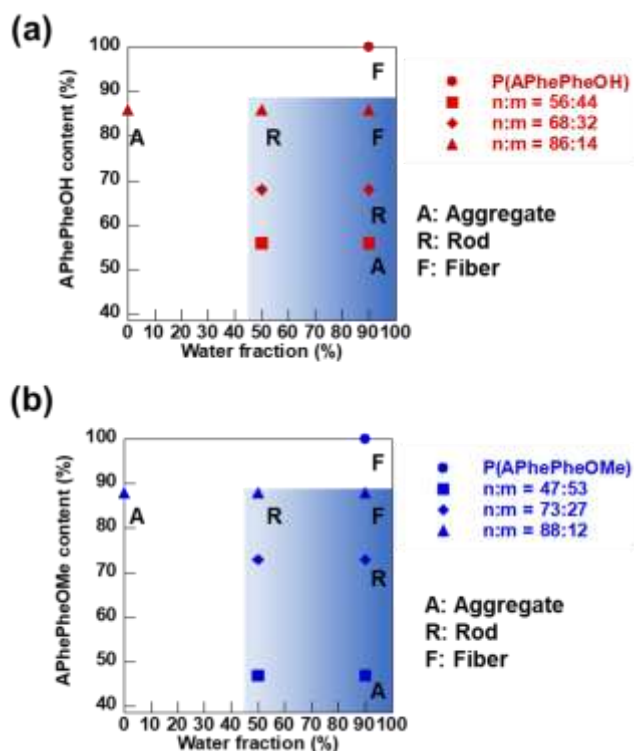 (a)
APhePheOH content (%)
100
90
80
70
60
50
40
0 10 20 30 40 50 60 70 80 90 100
Water fraction (%)
F
A
R
F
R
A
P(APhePheOH)
n:m = 56:44
n:m = 68:32
n:m = 86:14
A: Aggregate
R: Rod
F: Fiber
(b)
APhePheOMe content (%)
100
90
80
70
60
50
40
0 10 20 30 40 50 60 70 80 90 100
Water fraction (%)
F
A
R
F
R
A
P(APhePheOMe)
n:m = 47:53
n:m = 73:27
n:m = 88:12
A: Aggregate
R: Rod
F: Fiber